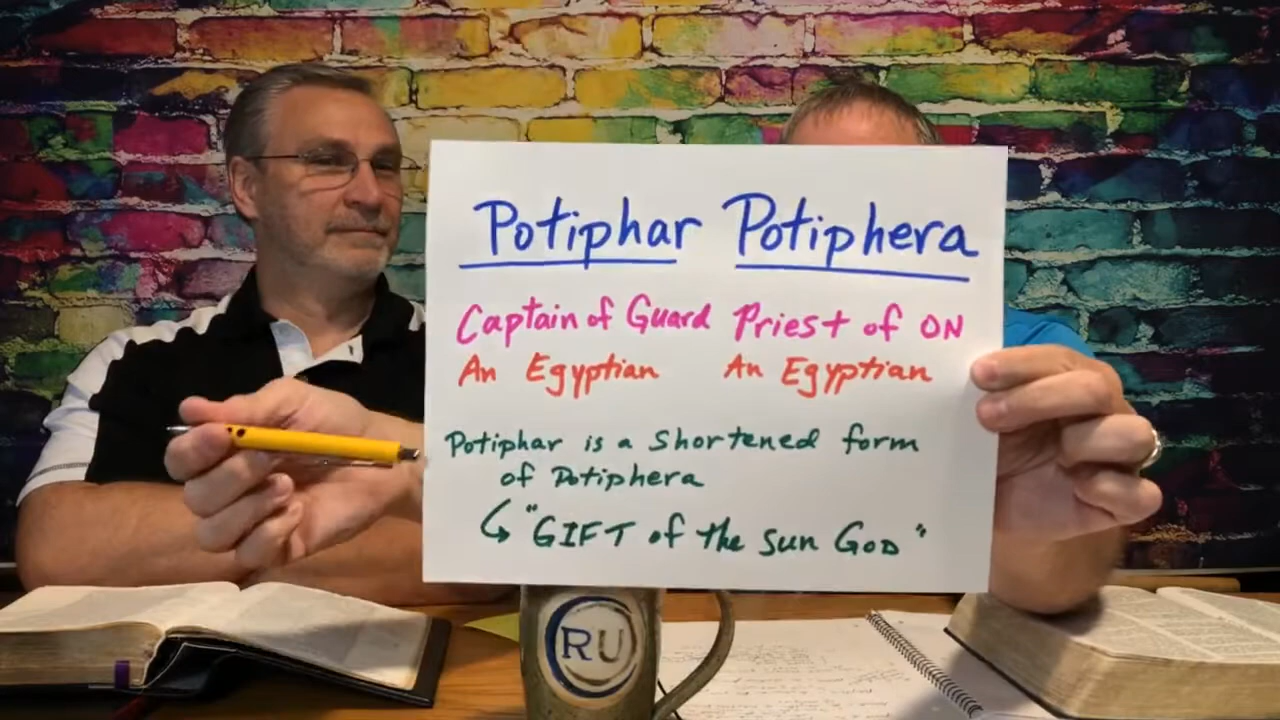 Potiphar Potiphera
Captain of Guard Priest of ON
An Egyptian An Egyptian
Potiphar is a shortened form
of Potiphera
"GIFT of the sun GOD"
RU